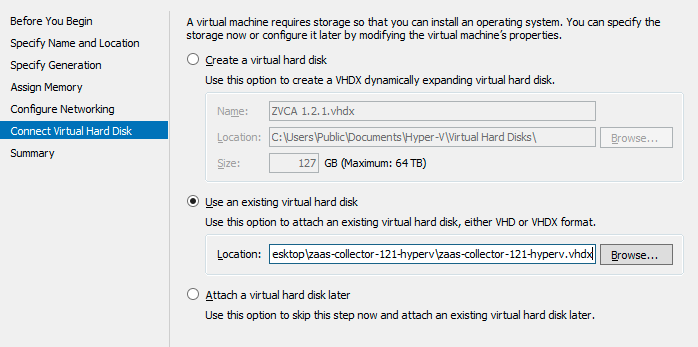 Before You Begin
Specify Name and Location
Specify Generation
Assign Memory
Configure Networking
Connect Virtual Hard Disk
Summary
A virtual machine requires storage so that you can install an operating system. You can specify the
storage now or configure it later by modifying the virtual machine's properties.
Create a virtual hard disk
Use this option to create a VHDX dynamically expanding virtual hard disk.
Name: ZVCA 1.2.1.vhdx
Location: C:\Users\Public\Documents\Hyper-V\Virtual Hard Disks\ Browse...
Size: 127 GB (Maximum: 64 TB)
Use an existing virtual hard disk
Use this option to attach an existing virtual hard disk, either VHD or VHDX format.
Location: esktop\zaas-collector-121-hyperv\zaas-collector-121-hyperv.vhdx Browse...
Attach a virtual hard disk later
Use this option to skip this step now and attach an existing virtual hard disk later.